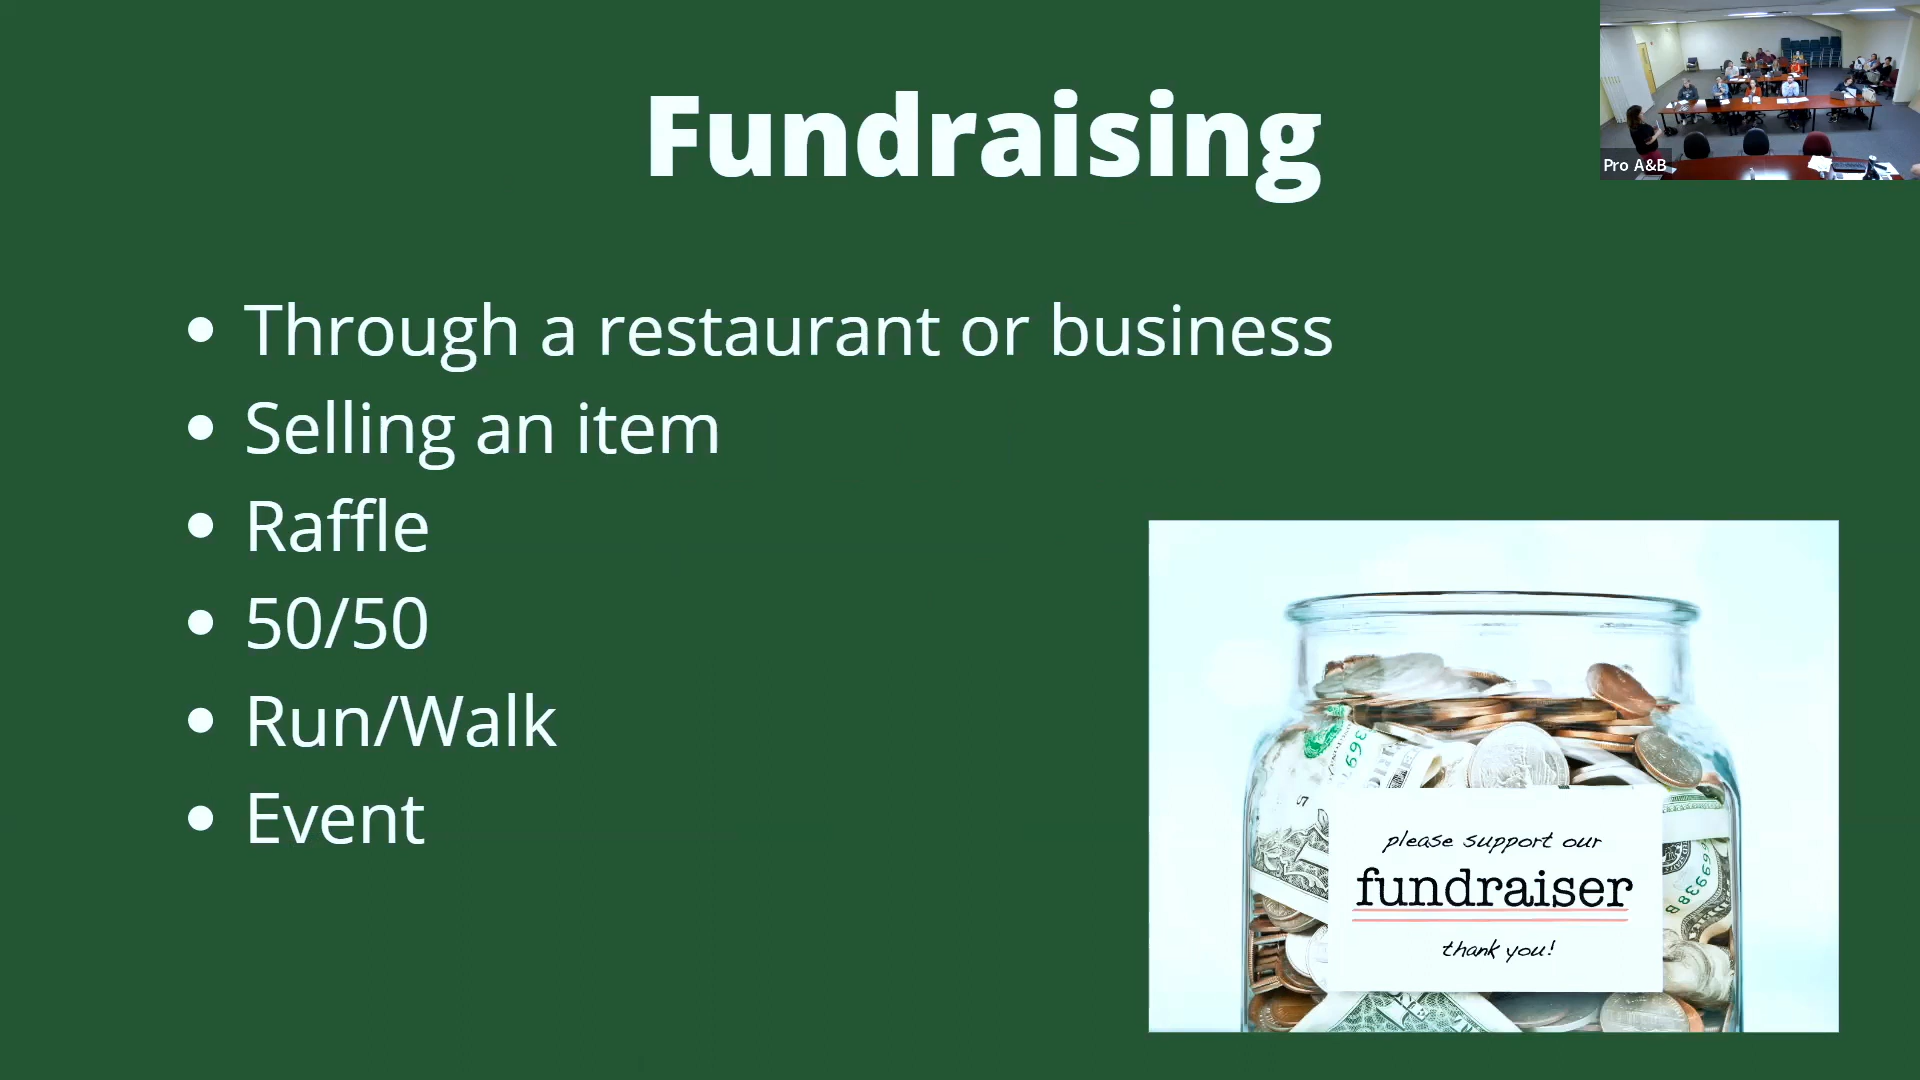 Fundraising
Pro A&B
Through a restaurant or business
Selling an item
Raffle
50/50
Run/Walk
Event
please support our
fundraiser
thank you!